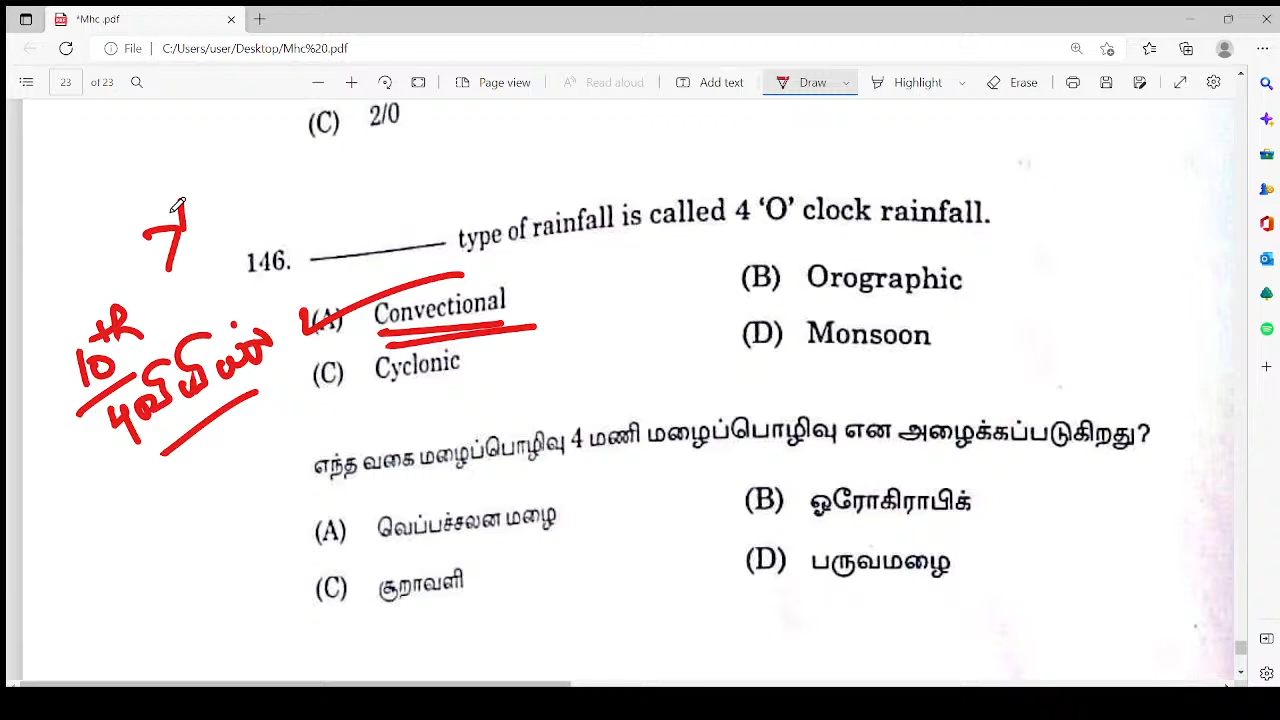 *Mhc .pdf
File C:/Users/user/Desktop/Mhc%20.pdf
23 of 23 Page view Read aloud Add text Draw Highlight Erase
(C) 2/0
7
146. type of rainfall is called 4 ‘O’ clock rainfall.
(A) Convectional (B) Orographic
(C) Cyclonic (D) Monsoon
10th
புவியியல்
எந்த வகை மழைப்பொழிவு 4 மணி மழைப்பொழிவு என அழைக்கப்படுகிறது?
(A) வெப்பச்சலன மழை (B) ஓரோகிராபிக்
(C) சூறாவளி (D) பருவமழை